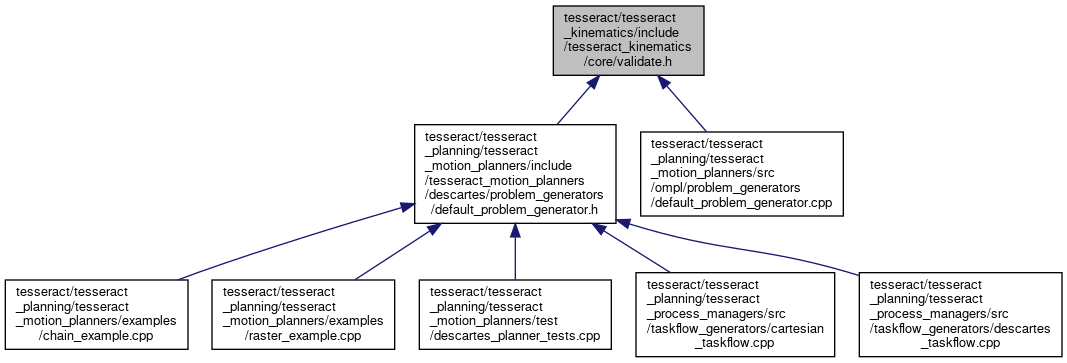 tesseract/tesseract
_kinematics/include
/tesseract_kinematics
/core/validate.h
tesseract/tesseract
_planning/tesseract
_motion_planners/include
/tesseract_motion_planners
/descartes/problem_generators
/default_problem_generator.h
tesseract/tesseract
_planning/tesseract
_motion_planners/src
/ompl/problem_generators
/default_problem_generator.cpp
tesseract/tesseract
_planning/tesseract
_motion_planners/examples
/chain_example.cpp
tesseract/tesseract
_planning/tesseract
_motion_planners/examples
/raster_example.cpp
tesseract/tesseract
_planning/tesseract
_motion_planners/test
/descartes_planner_tests.cpp
tesseract/tesseract
_planning/tesseract
_process_managers/src
/taskflow_generators/cartesian
_taskflow.cpp
tesseract/tesseract
_planning/tesseract
_process_managers/src
/taskflow_generators/descartes
_taskflow.cpp